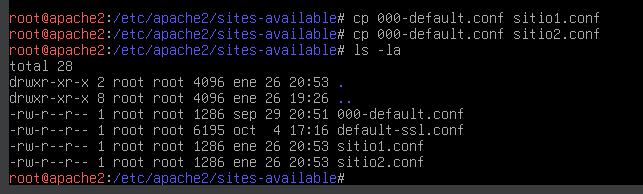 root@apache2:/etc/apache2/sites-available# cp 000-default.conf sitio1.conf
root@apache2:/etc/apache2/sites-available# cp 000-default.conf sitio2.conf
root@apache2:/etc/apache2/sites-available# ls -la
total 28
drwxr-xr-x 2 root root 4096 ene 26 20:53 .
drwxr-xr-x 8 root root 4096 ene 26 19:26 ..
-rw-r--r-- 1 root root 1286 sep 29 20:51 000-default.conf
-rw-r--r-- 1 root root 6195 oct  4 17:16 default-ssl.conf
-rw-r--r-- 1 root root 1286 ene 26 20:53 sitio1.conf
-rw-r--r-- 1 root root 1286 ene 26 20:53 sitio2.conf
root@apache2:/etc/apache2/sites-available#